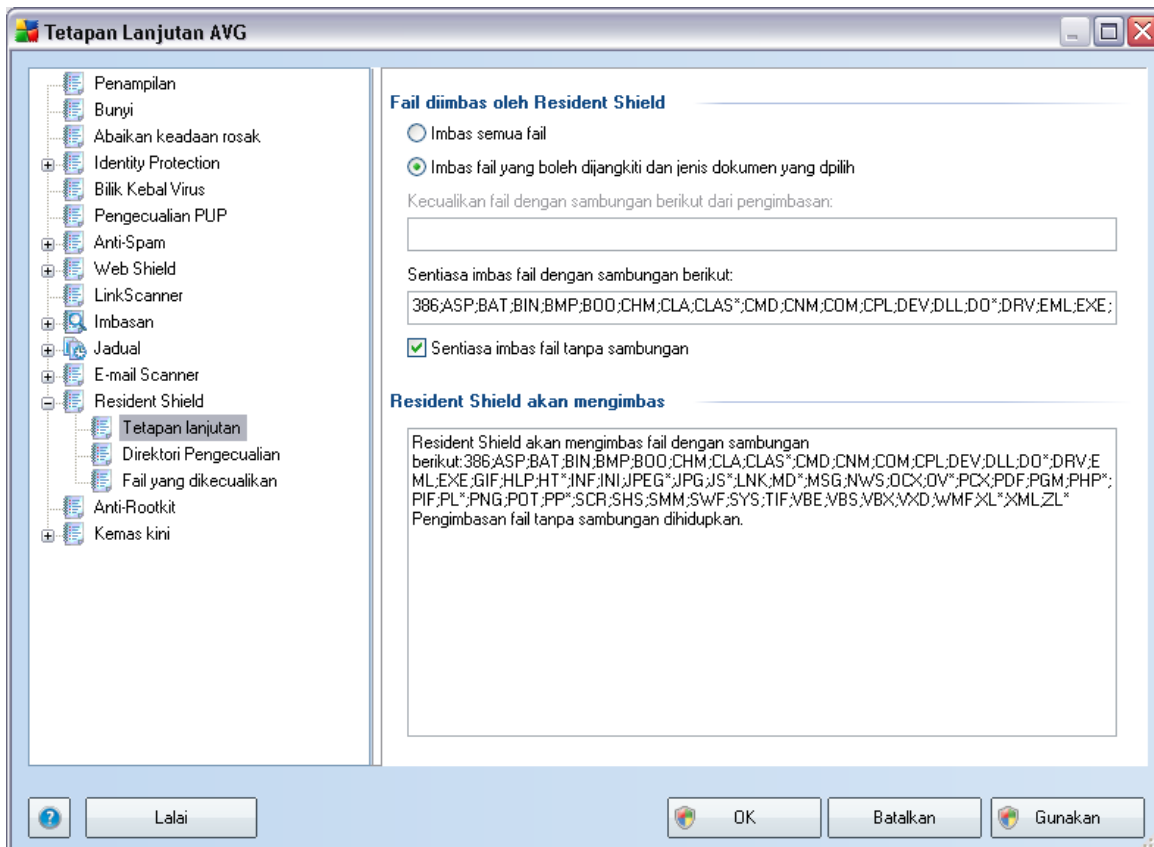 Tetapan Lanjutan AVG
Penampilan
Bunyi
Abaikan keadaan rosak
Identity Protection
Bilik Kebal Virus
Pengecualian PUP
Anti-Spam
Web Shield
LinkScanner
Imbasan
Jadual
E-mail Scanner
Resident Shield
Tetapan lanjutan
Direktori Pengecualian
Fail yang dikecualikan
Anti-Rootkit
Kemas kini
Fail diimbas oleh Resident Shield
Imbas semua fail
Imbas fail yang boleh dijangkiti dan jenis dokumen yang dpilih
Kecualikan fail dengan sambungan berikut dari pengimbasan:
Sentiasa imbas fail dengan sambungan berikut:
386;ASP;BAT;BIN;BMP;BOO;CHM;CLA;CLAS*;CMD;CNM;COM;CPL;DEV;DLL;DO*;DRV;EML;EXE;
Sentiasa imbas fail tanpa sambungan
Resident Shield akan mengimbas
Resident Shield akan mengimbas fail dengan sambungan
berikut:386;ASP;BAT;BIN;BMP;BOO;CHM;CLA;CLAS*;CMD;CNM;COM;CPL;DEV;DLL;DO*;DRV;E
ML;EXE;GIF;HLP;HT*;INF;INI;JPEG*;JPG;JS*;LNK;MD*;MSG;NWS;OCX;OV*;PCX;PDF;PGM;PHP*;
PIF;PL*;PNG;POT;PP*;SCR;SHS;SMM;SWF;SYS;TIF;VBE;VBS;VBX;VXD;WMF;XL*;XML;ZL*
Pengimbasan fail tanpa sambungan dihidupkan.
Lalai
OK
Batalkan
Gunakan